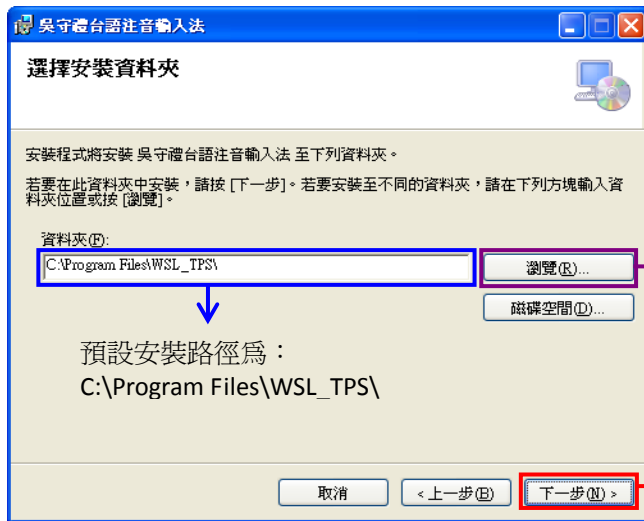 吳守禮台語注音輸入法
選擇安裝資料夾
安裝程式將安裝 吳守禮台語注音輸入法 至下列資料夾。
若要在此資料夾中安裝，請按 [下一步]。若要安裝至不同的資料夾，請在下列方塊輸入資
料夾位置或按 [瀏覽]。
資料夾(F):
C:\Program Files\WSL_TPS\
瀏覽(R)...
磁碟空間(D)...
預設安裝路徑為：
C:\Program Files\WSL_TPS\
取消
<上一步(B)
下一步(N) >